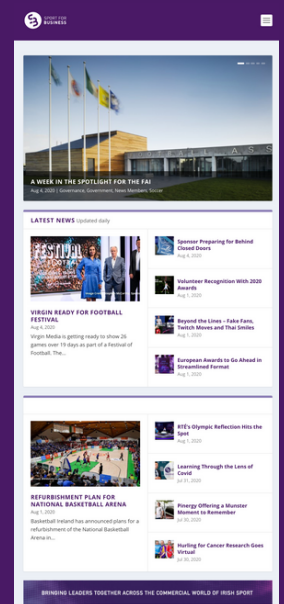 SPORT FOR
BUSINESS
A WEEK IN THE SPOTLIGHT FOR THE FAI
Aug 4, 2020 | Governance, Government, News Members, Soccer
LATEST NEWS Updated daily
FESTIVAL
VIRGIN READY FOR FOOTBALL
FESTIVAL
Aug 4, 2020
Virgin Media is getting ready to show 26
games over 19 days as part of a Festival of
Football. The...
Sponsor Preparing for Behind
Closed Doors
Aug 4, 2020
Volunteer Recognition With 2020
Awards
Aug 1, 2020
Beyond the Lines – Fake Fans,
Twitch Moves and Thai Smiles
Aug 1, 2020
European Awards to Go Ahead in
Streamlined Format
Aug 1, 2020
REFURBISHMENT PLAN FOR
NATIONAL BASKETBALL ARENA
Aug 1, 2020
Basketball Ireland has announced plans for a
refurbishment of the National Basketball
Arena in...
RTÉ's Olympic Reflection Hits the
Spot
Aug 1, 2020
Learning Through the Lens of
Covid
Jul 31, 2020
Pinergy Offering a Munster
Moment to Remember
Jul 30, 2020
Hurling for Cancer Research Goes
Virtual
Jul 30, 2020
BRINGING LEADERS TOGETHER ACROSS THE COMMERCIAL WORLD OF IRISH SPORT